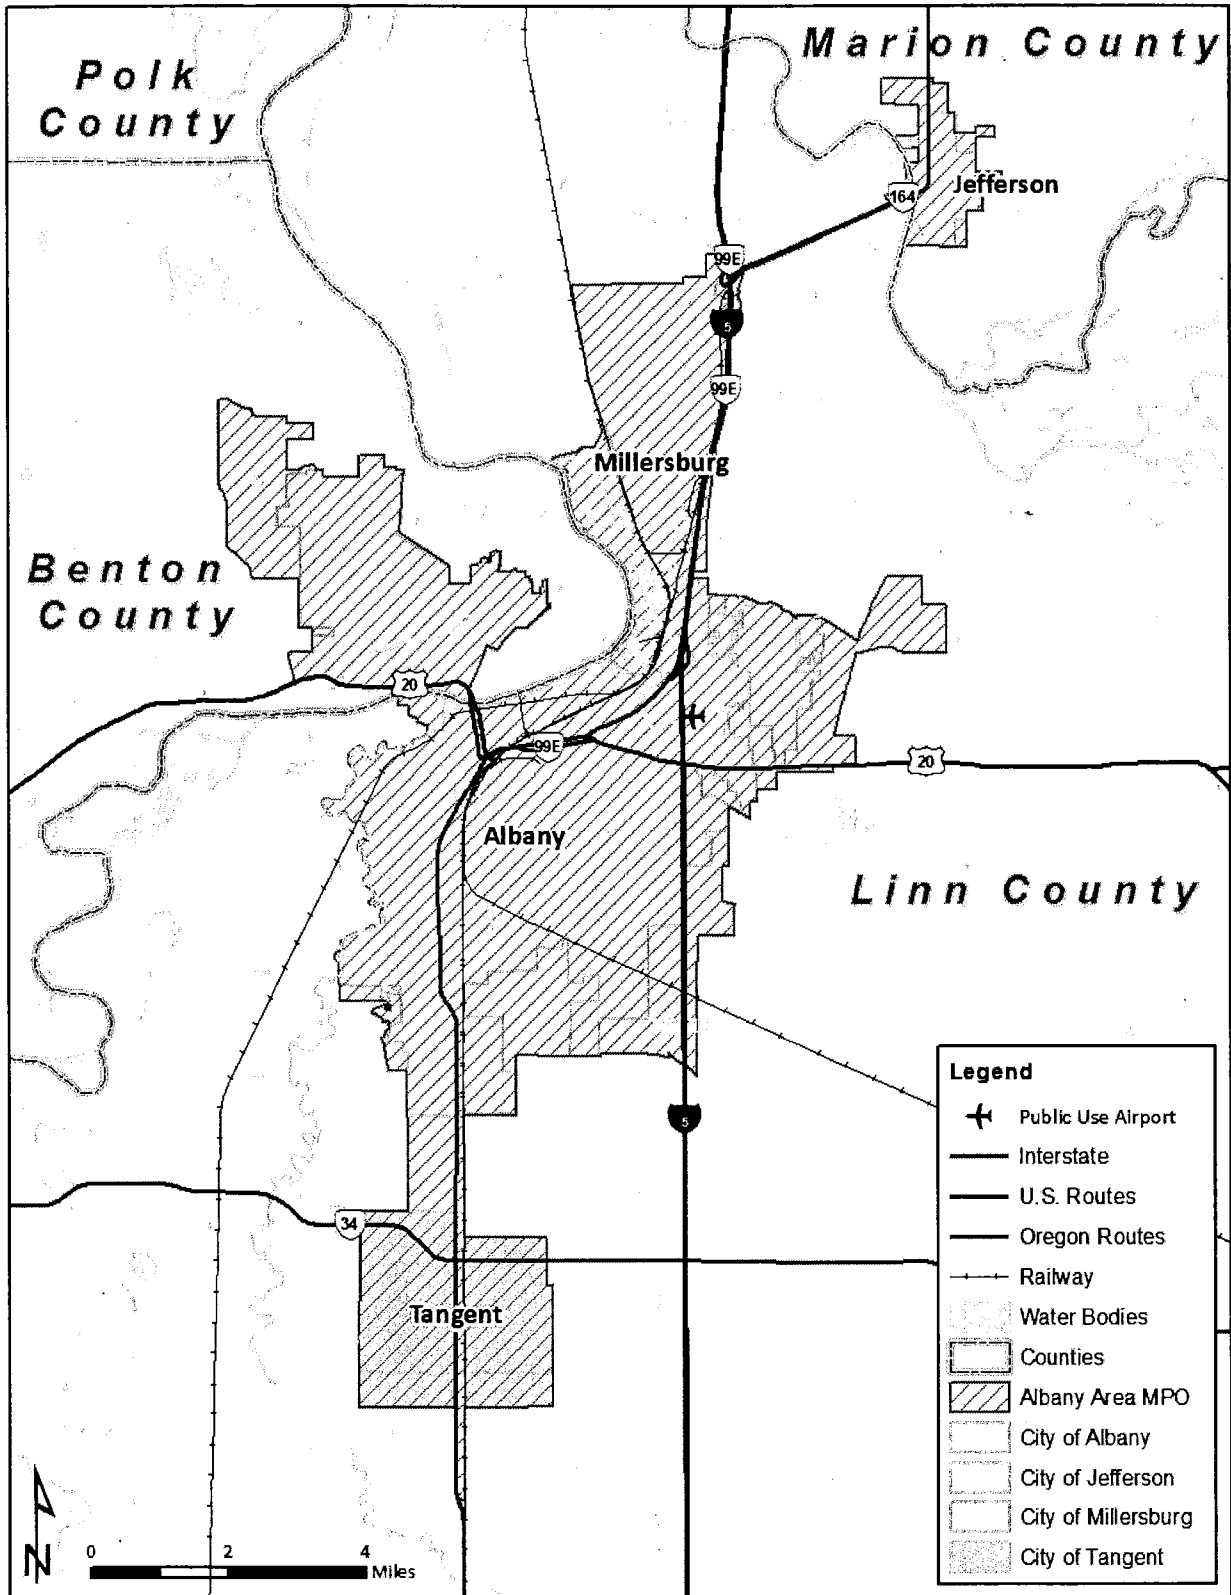 Marion County
Polk
County
Jefferson
164
99E
5
99E
Millersburg
Benton
County
20
99E
20
Albany
Linn County
Legend
Public Use Airport
Interstate
5
U.S. Routes
34
Oregon Routes
Railway
Tangent
Water Bodies
Counties
Albany Area MPO
City of Albany
City of Jefferson
City of Millersburg
City of Tangent
N
0 2 4
Miles